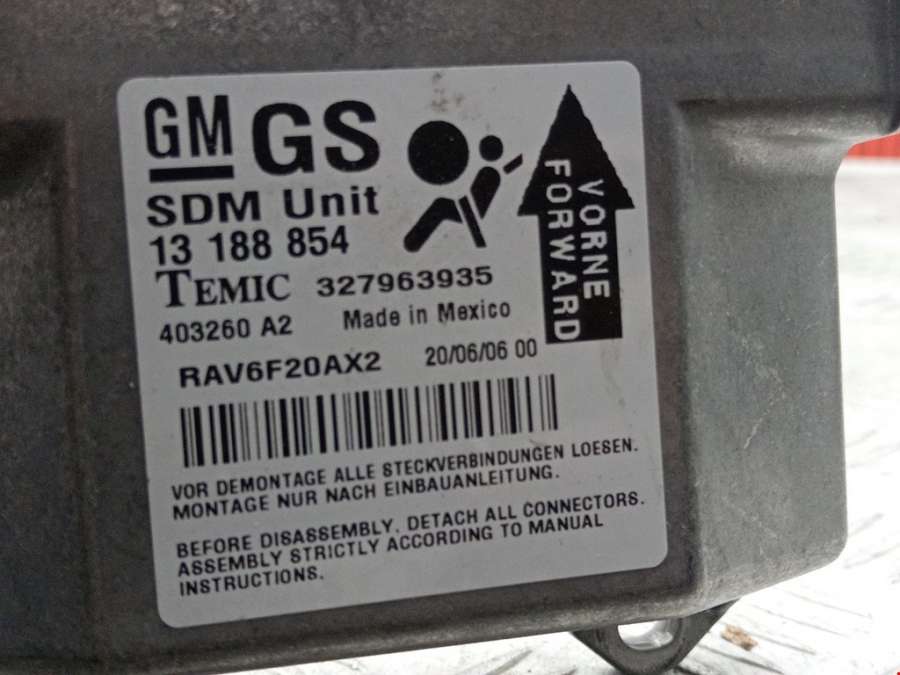 GM GS
SDM Unit
13 188 854
TEMIC 327963935
403260 A2 Made in Mexico
RAV6F20AX2 20/06/06 00
VORNE
FORWARD
VOR DEMONTAGE ALLE STECKVERBINDUNGEN LOESEN.
MONTAGE NUR NACH EINBAUANLEITUNG.
BEFORE DISASSEMBLY. DETACH ALL CONNECTORS.
ASSEMBLY STRICTLY ACCORDING TO MANUAL
INSTRUCTIONS.